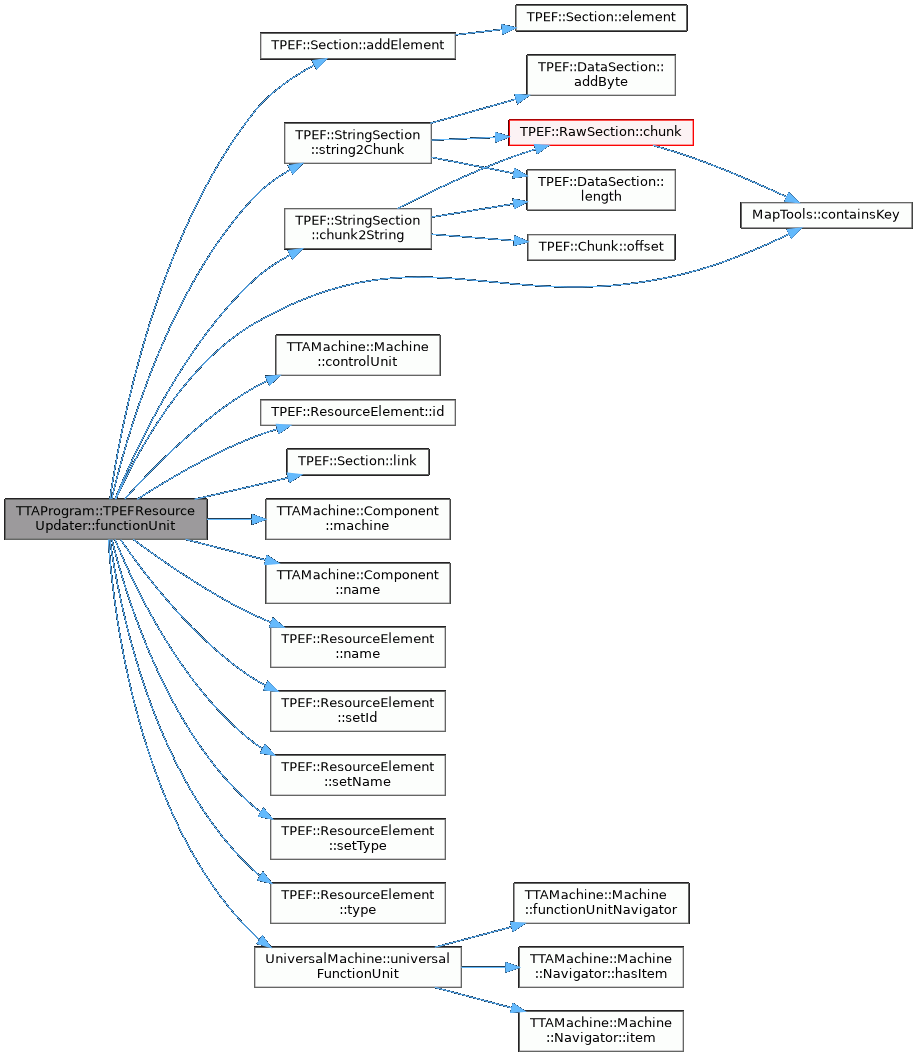 TPEF::Section::element
TPEF::Section::addElement
TPEF::DataSection::
addByte
TPEF::StringSection
::string2Chunk
TPEF::RawSection::chunk
TPEF::DataSection::
length
MapTools::containsKey
TPEF::StringSection
::chunk2String
TPEF::Chunk::offset
TTAMachine::Machine
::controlUnit
TPEF::ResourceElement::id
TPEF::Section::link
TTAProgram::TPEFResource
Updater::functionUnit
TTAMachine::Component
::machine
TTAMachine::Component
::name
TPEF::ResourceElement
::name
TPEF::ResourceElement
::setId
TPEF::ResourceElement
::setName
TPEF::ResourceElement
::setType
TPEF::ResourceElement
::type
TTAMachine::Machine
::functionUnitNavigator
UniversalMachine::universal
FunctionUnit
TTAMachine::Machine
::Navigator::hasItem
TTAMachine::Machine
::Navigator::item